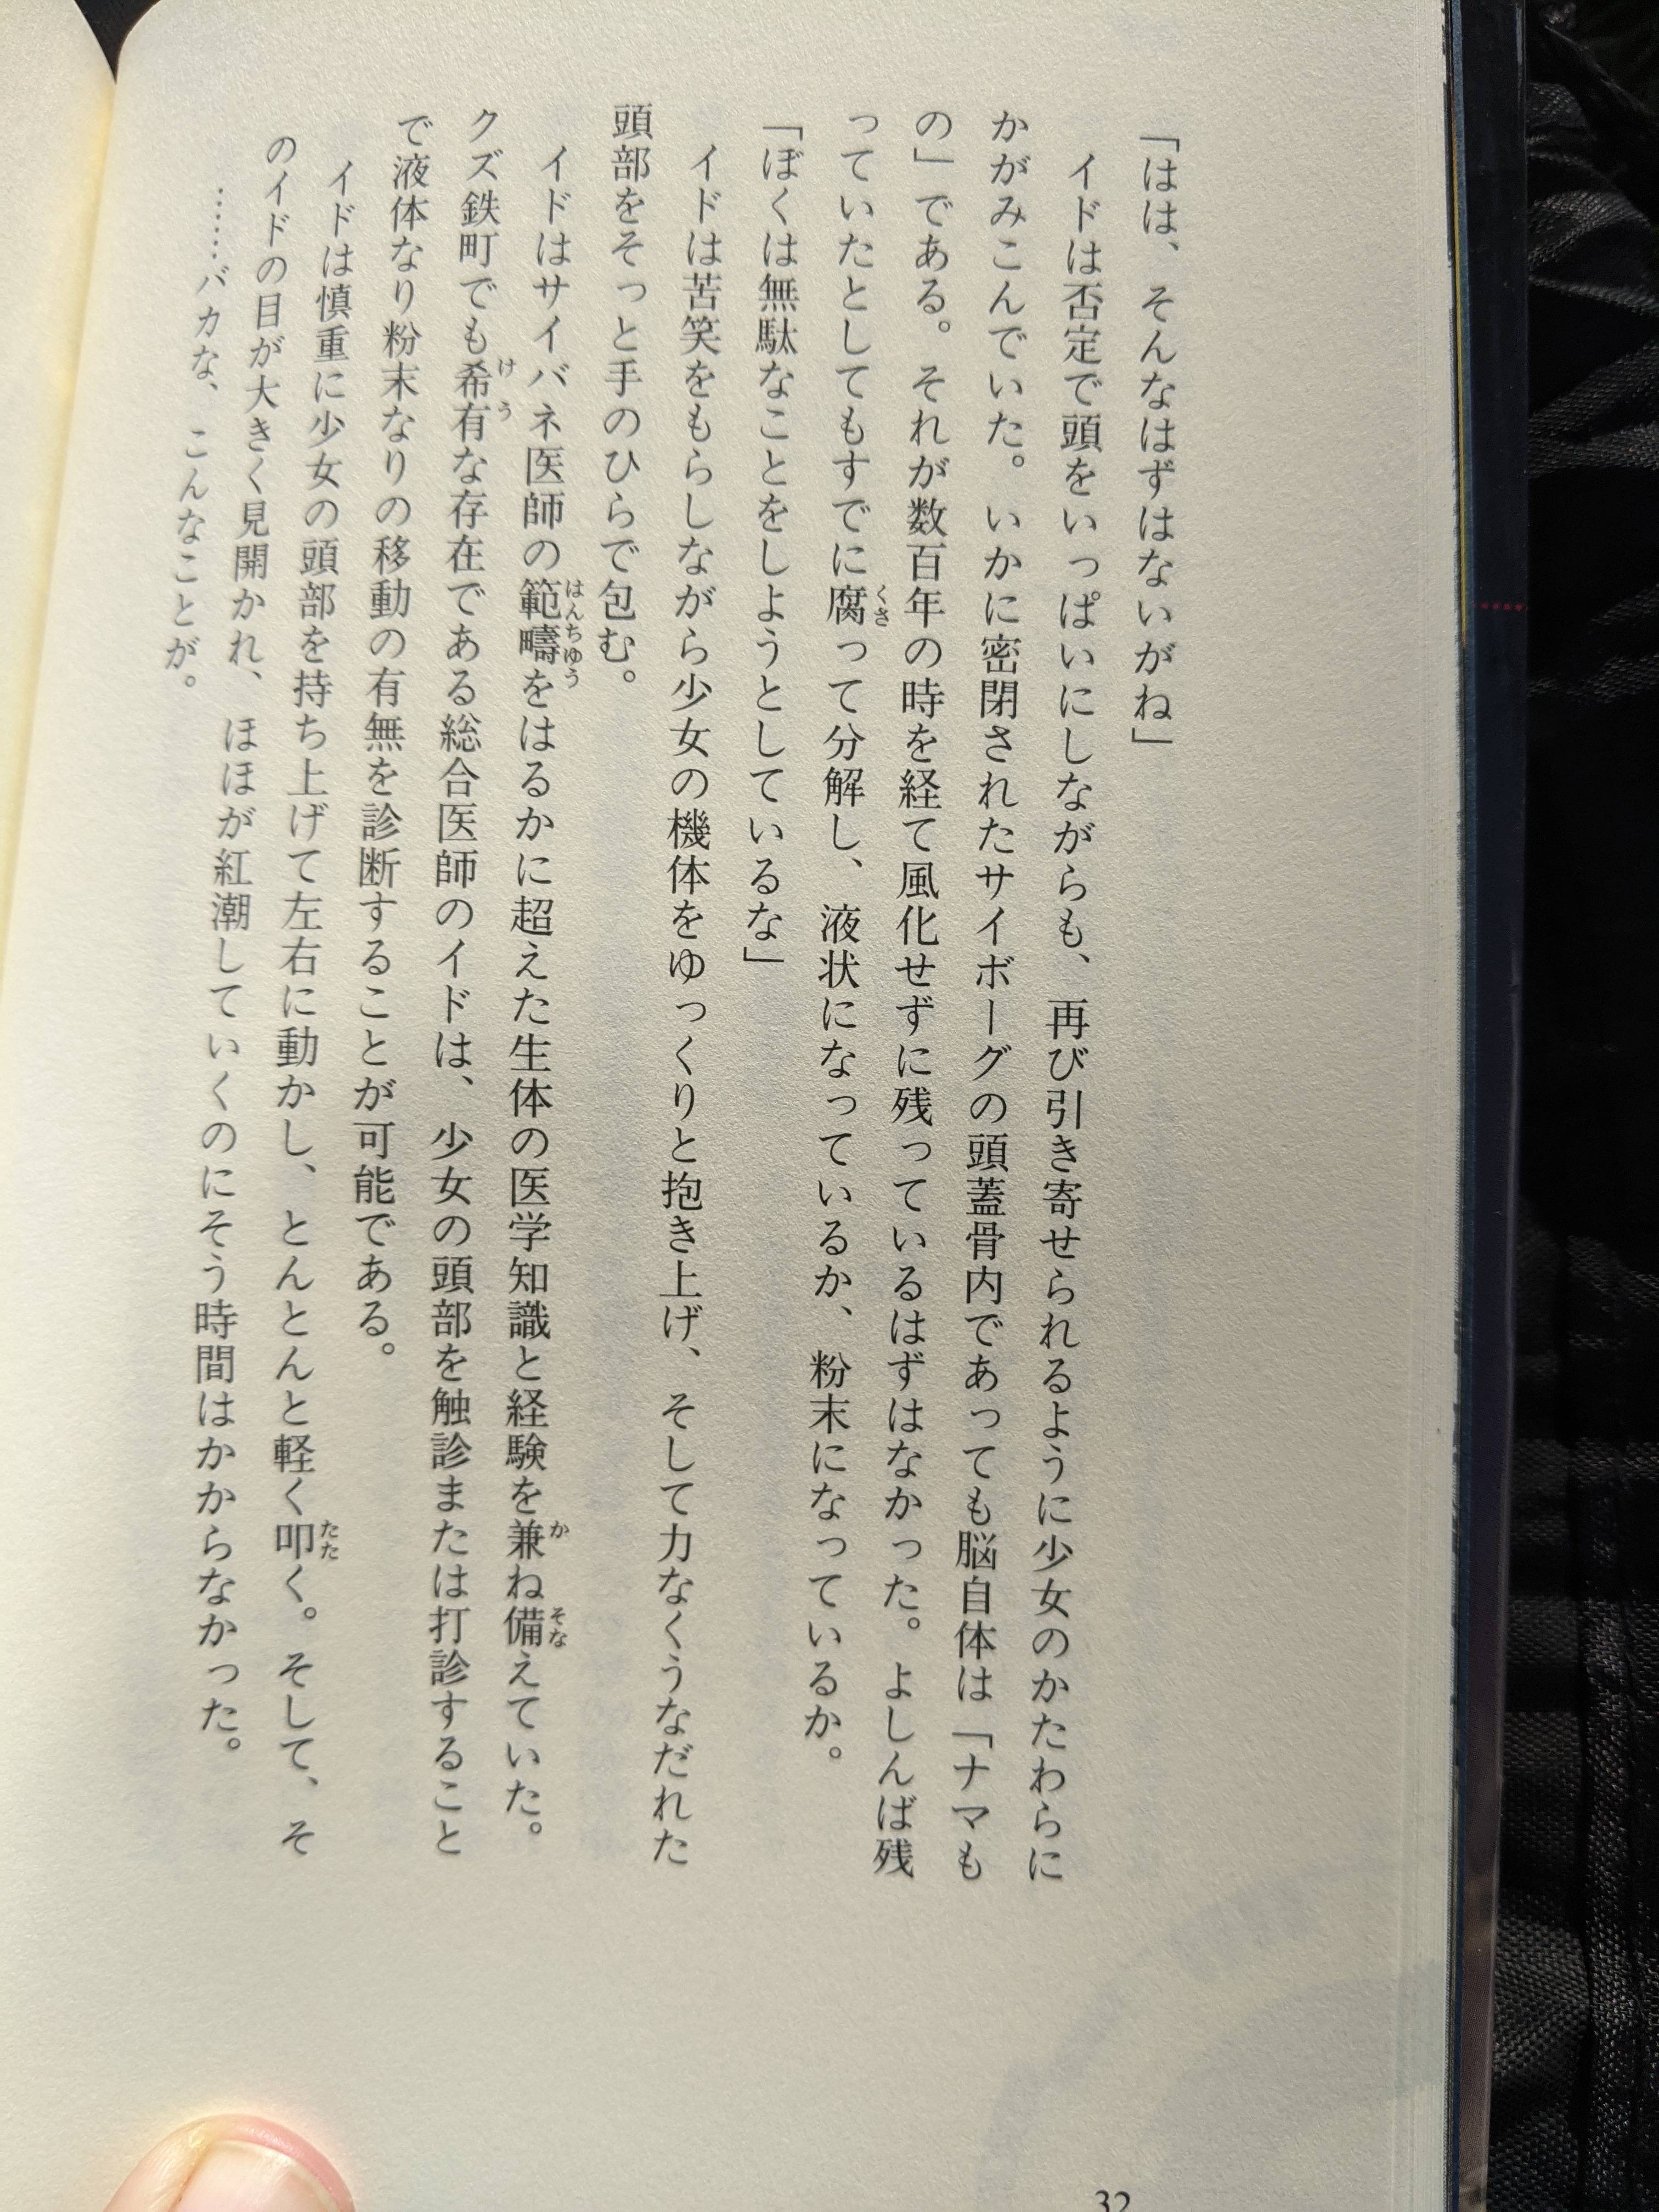 「はは、そんなはずはないがね」
イドは否定で頭をいっぱいにしながらも、再び引き寄せられるように少女のかたわらに
かがみこんでいた。いかに密閉されたサイボーグの頭蓋骨内であっても脳自体は「ナマも
の」である。それが数百年の時を経て風化せずに残っているはずはなかった。よしんば残
っていたとしてもすでに腐って分解し、液状になっているか、粉末になっているか。
「ぼくは無駄なことをしようとしているな」
イドは苦笑をもらしながら少女の機体をゆっくりと抱き上げ、そして力なくうなだれた
頭部をそっと手のひらで包む。
イドはサイバネ医師の範疇をはるかに超えた生体の医学知識と経験を兼ね備えていた。
クズ鉄町でも希有な存在である総合医師のイドは、少女の頭部を触診または打診すること
で液体なり粉末なりの移動の有無を診断することが可能である。
イドは慎重に少女の頭部を持ち上げて左右に動かし、とんとんと軽く叩く。そして、そ
のイドの目が大きく見開かれ、ほほが紅潮していくのにそう時間はかからなかった。
……バカな、こんなことが。
32